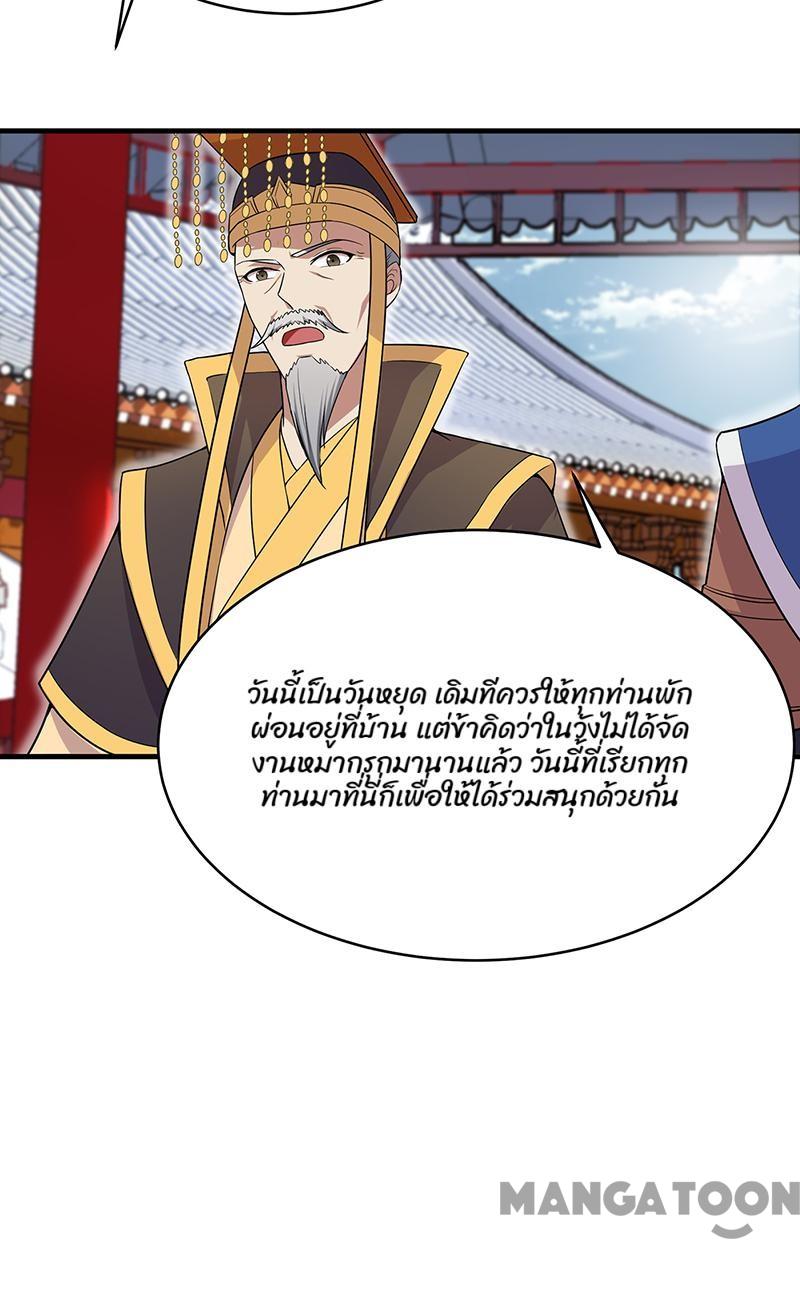 วันนี้เป็นวันหยุด เดิมทีควรให้ทุกท่านพัก
ผ่อนอยู่ที่บ้าน แต่ข้าคิดว่าในวังไม่ได้จัด
งานหมากรุกมานานแล้ว วันนี้ที่เรียกทุก
ท่านมาที่นี่ก็เพื่อให้ได้ร่วมสนุกด้วยกัน
MANGATOON